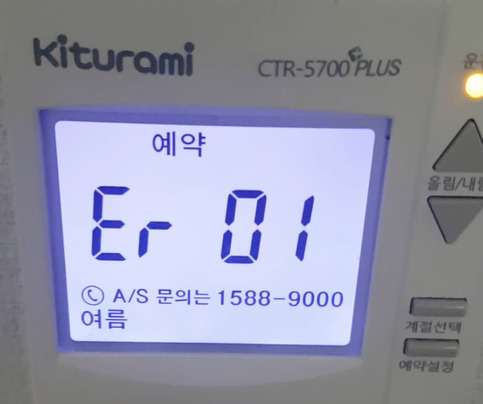 Kiturami
CTR-5700 PLUS
예약
Er 01
A/S 문의는 1588-9000
여름
올림/내림
계절선택
예약설정